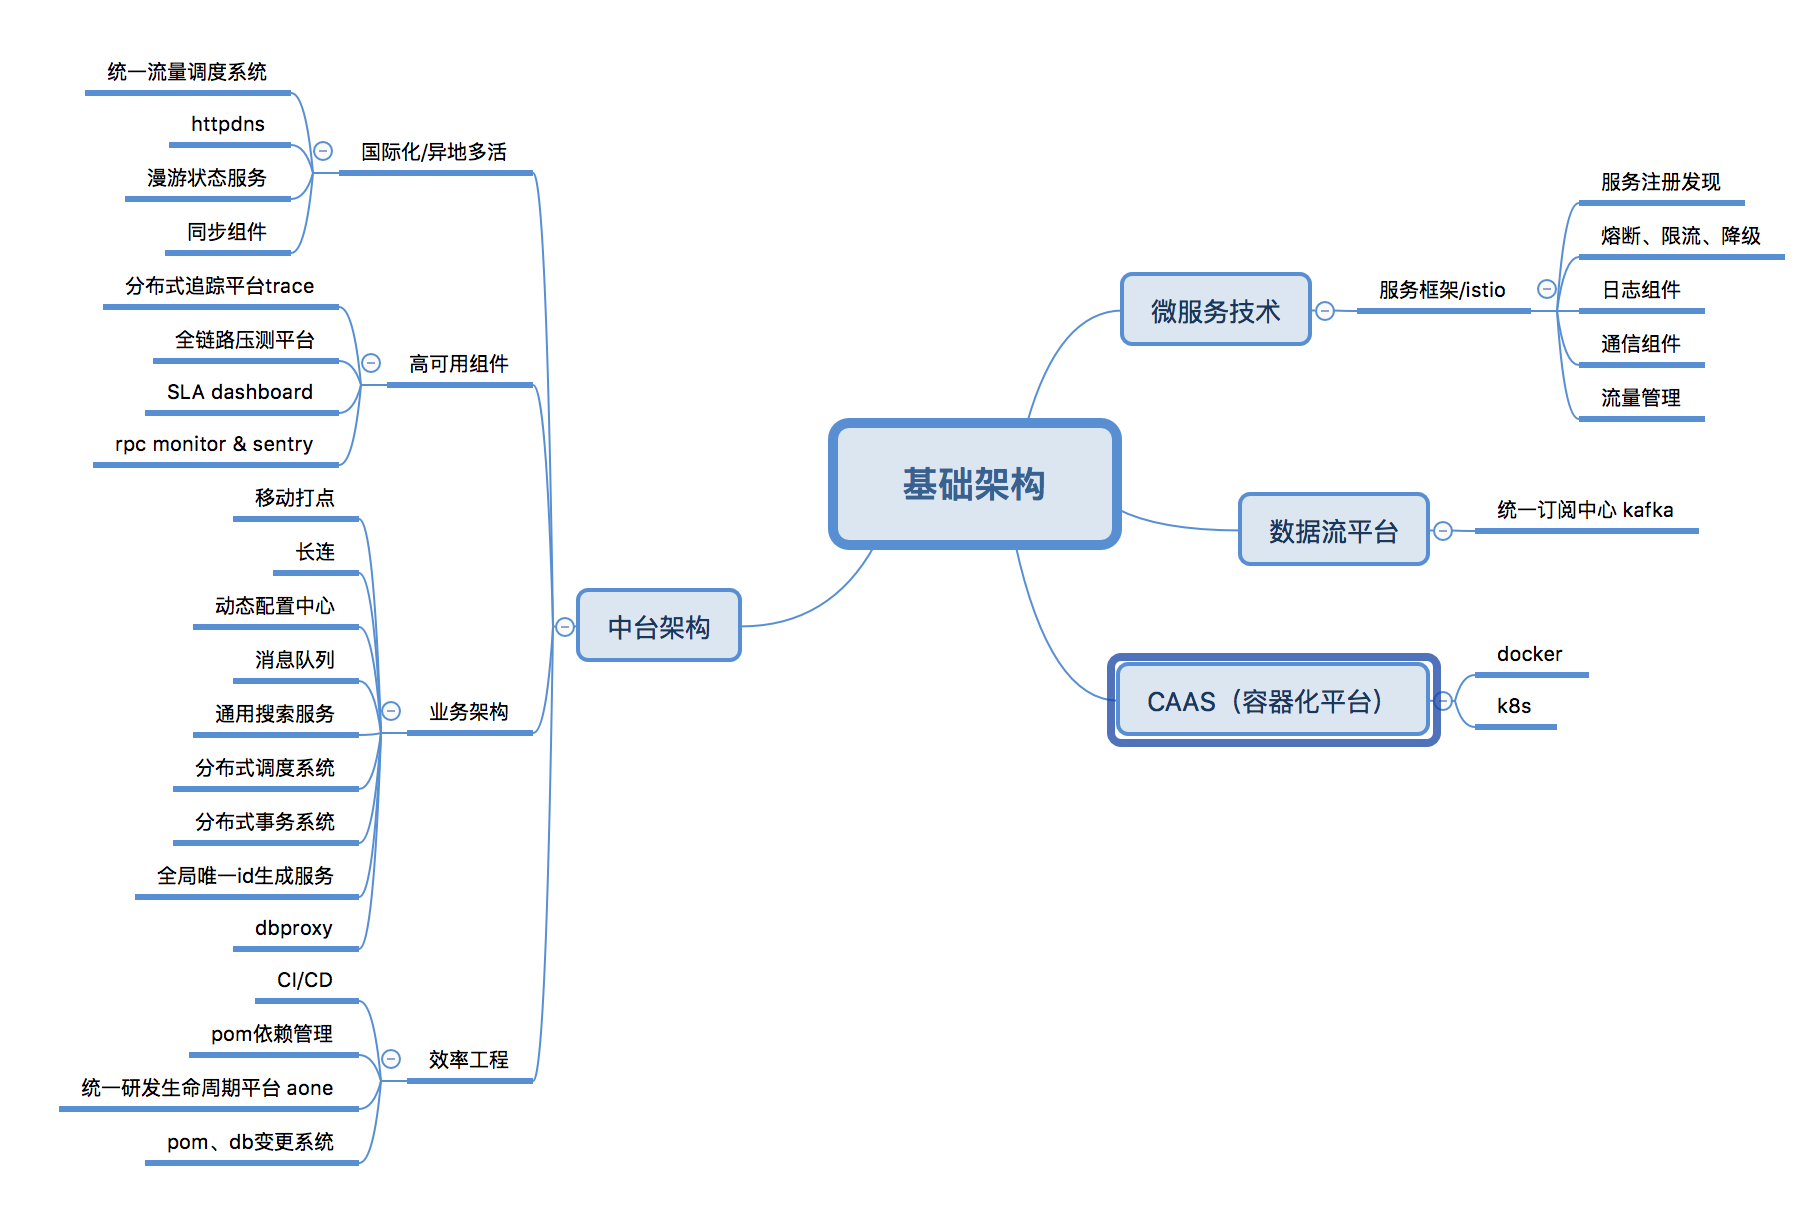 基础架构
微服务技术
服务框架/istio
服务注册发现
熔断、限流、降级
日志组件
通信组件
流量管理
数据流平台
统一订阅中心 kafka
CAAS（容器化平台）
docker
k8s
中台架构
国际化/异地多活
统一流量调度系统
httpdns
漫游状态服务
同步组件
高可用组件
分布式追踪平台trace
全链路压测平台
SLA dashboard
rpc monitor & sentry
业务架构
移动打点
长连
动态配置中心
消息队列
通用搜索服务
分布式调度系统
分布式事务系统
全局唯一id生成服务
dbproxy
效率工程
CI/CD
pom依赖管理
统一研发生命周期平台 aone
pom、db变更系统